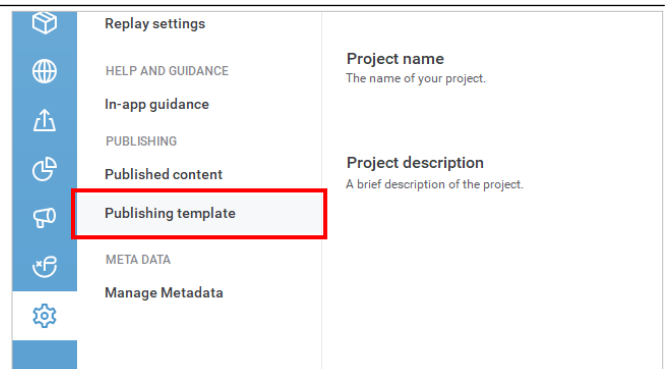 Replay settings
HELP AND GUIDANCE
In-app guidance
PUBLISHING
Published content
Publishing template
META DATA
Manage Metadata
Project name
The name of your project.
Project description
A brief description of the project.